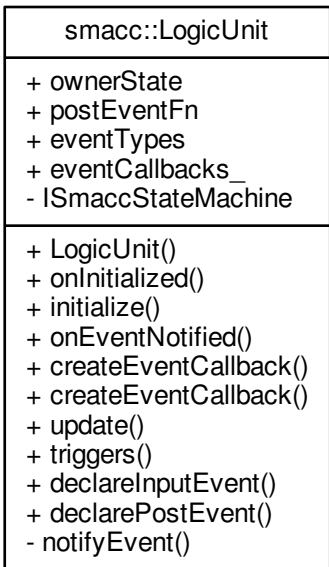 smacc::LogicUnit
+ ownerState
+ postEventFn
+ eventTypes
+ eventCallbacks_
- ISmaccStateMachine
+ LogicUnit()
+ onInitialized()
+ initialize()
+ onEventNotified()
+ createEventCallback()
+ createEventCallback()
+ update()
+ triggers()
+ declareInputEvent()
+ declarePostEvent()
- notifyEvent()